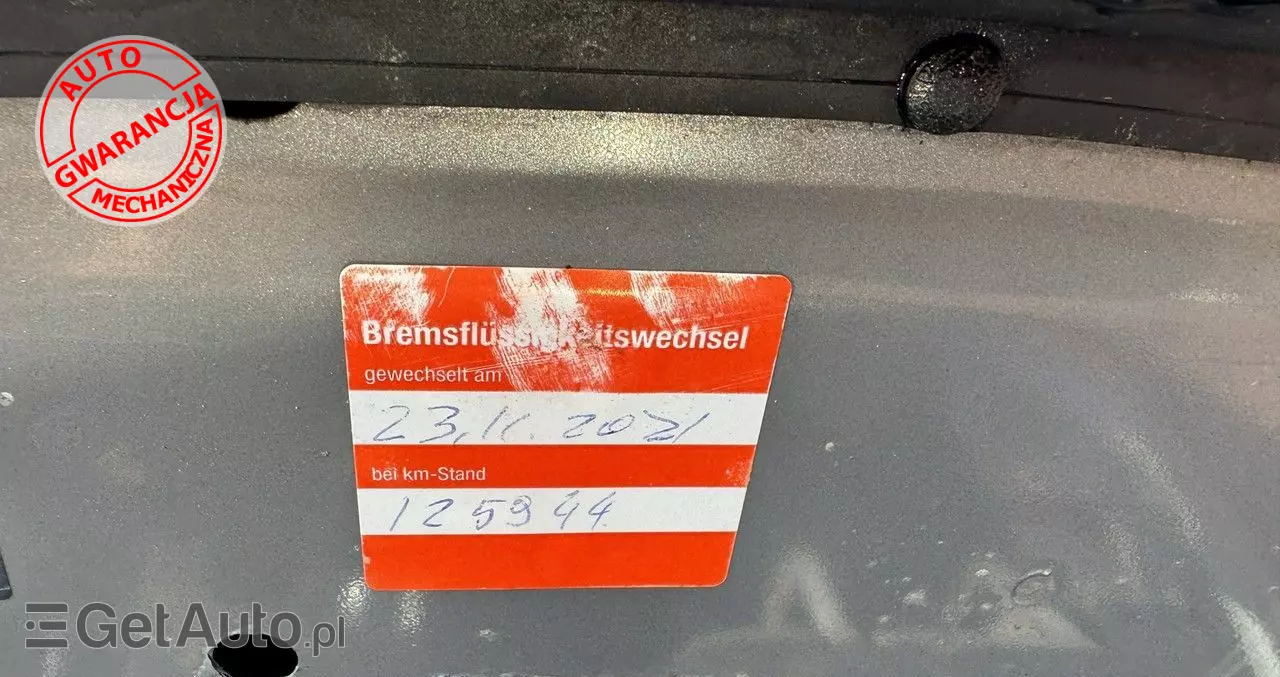 AUTO
GWARANCJA
MECHANICZNA
Bremsflüssigkeitswechsel
gewechselt am
23.11.2021
bei km-Stand
125944
GetAuto.pl